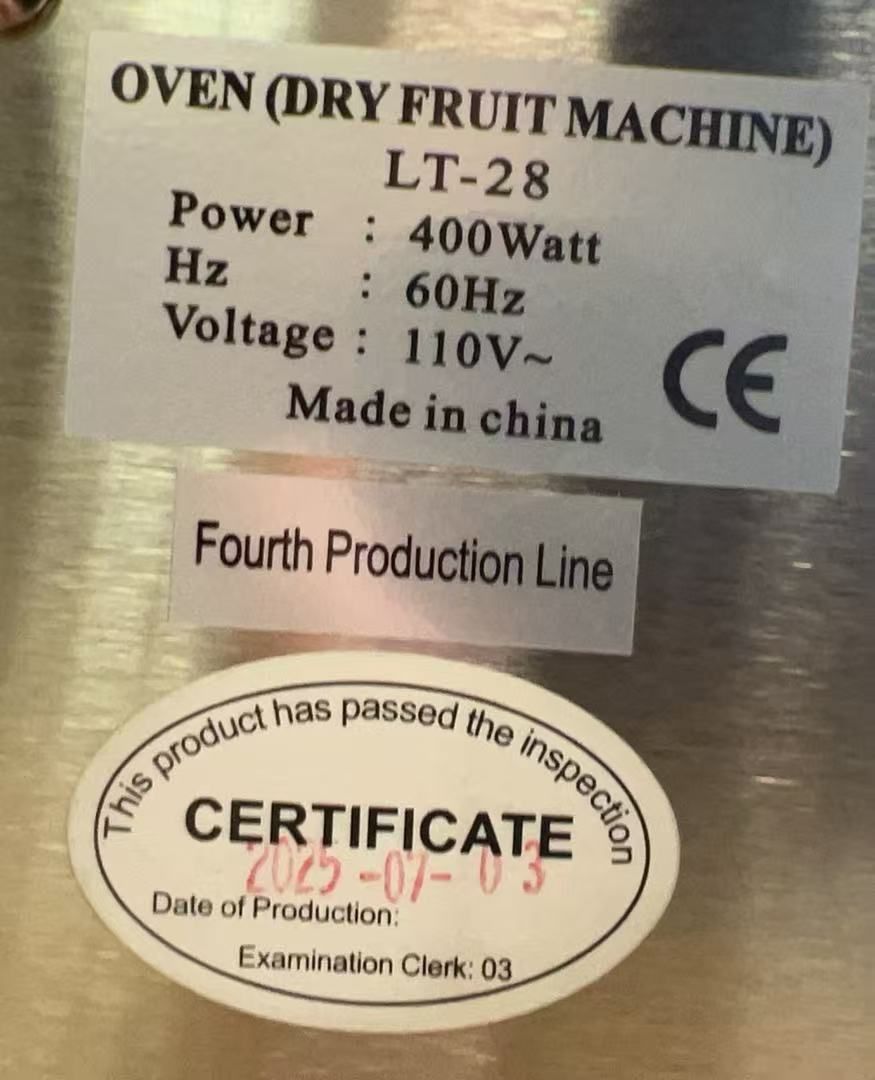 OVEN (DRY FRUIT MACHINE)
LT-28
Power : 400Watt
Hz : 60Hz
Voltage : 110V~
Made in china
CE
Fourth Production Line
This product has passed the inspection
CERTIFICATE
2025-07-03
Date of Production:
Examination Clerk: 03